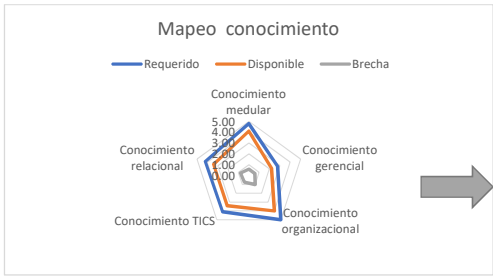 Mapeo conocimiento
Requerido Disponible Brecha
Conocimiento
medular
5.00
4.00
3.00
2.00
1.00
0.00
Conocimiento
gerencial
Conocimiento
organizacional
Conocimiento TICS
Conocimiento
relacional